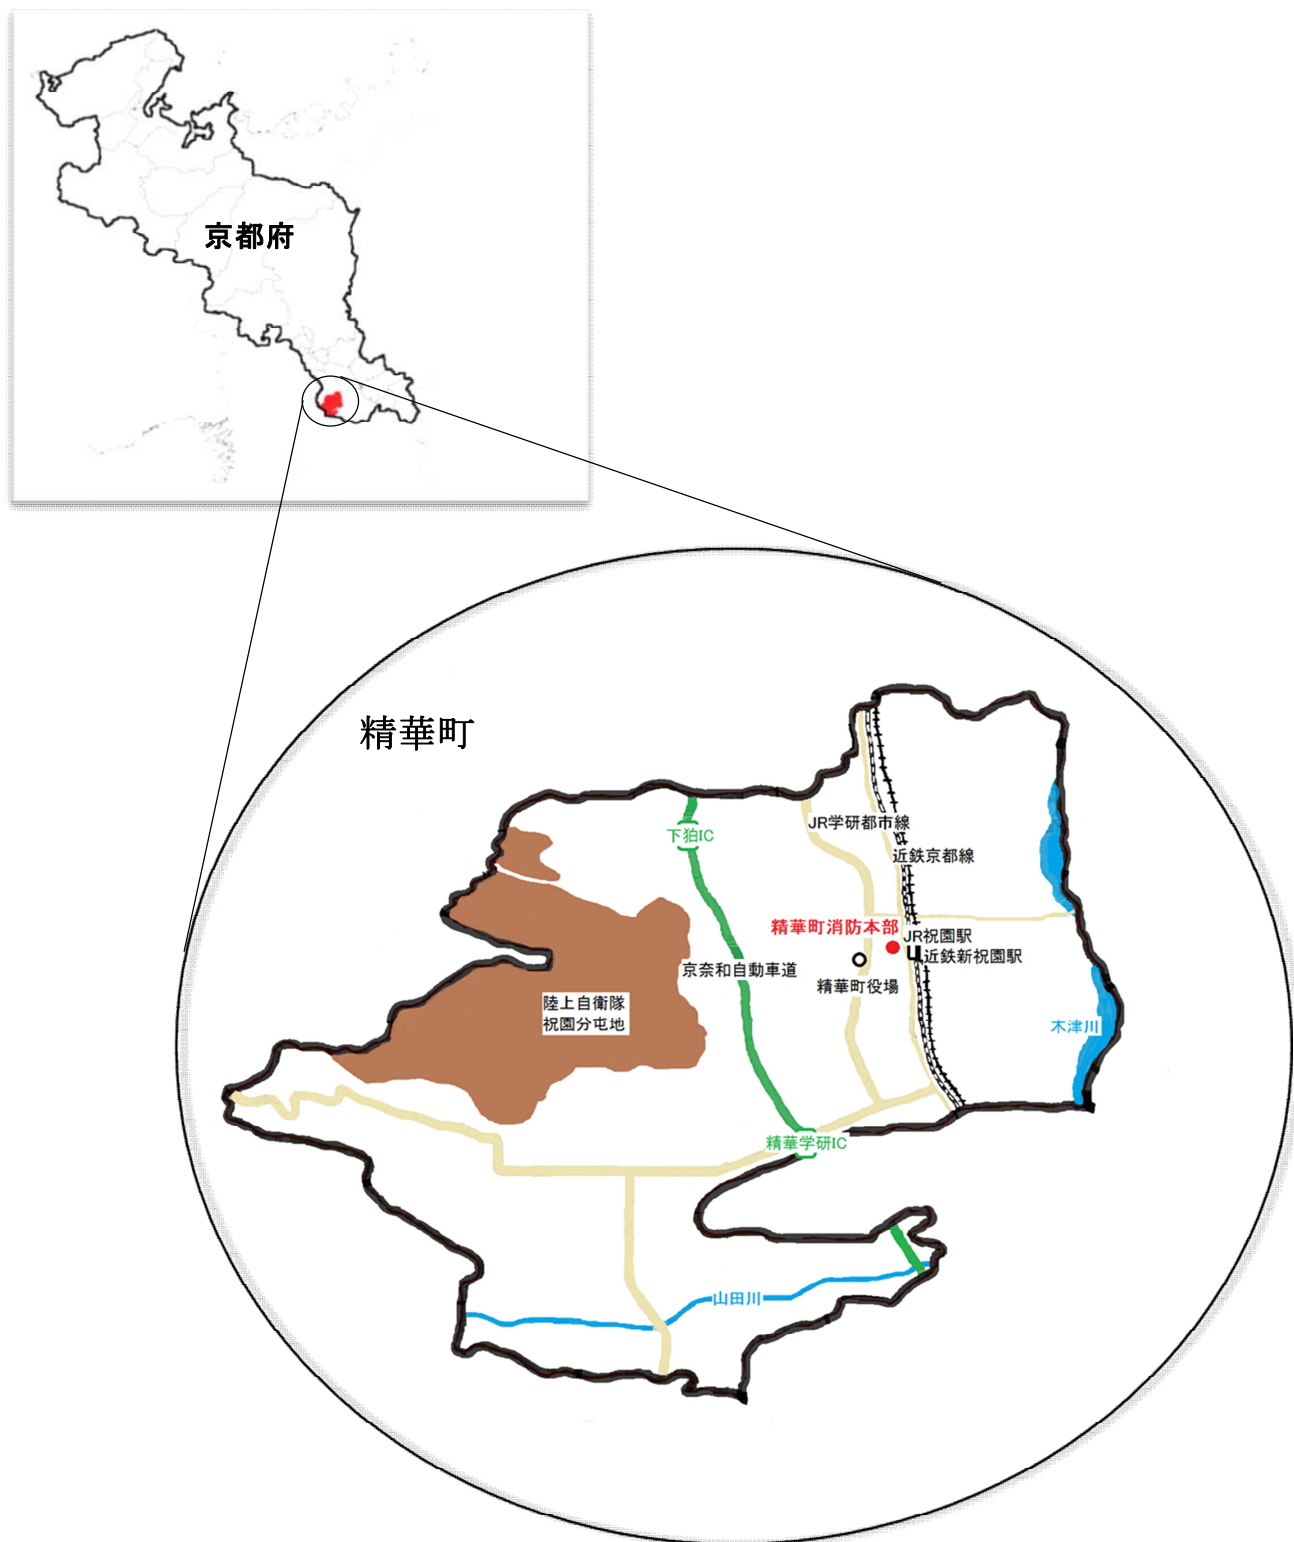 京都府
精華町
JR学研都市線
下狛IC
近鉄京都線
精華町消防本部
JR祝園駅
近鉄新祝園駅
京奈和自動車道
精華町役場
陸上自衛隊
祝園分屯地
木津川
精華学研IC
山田川